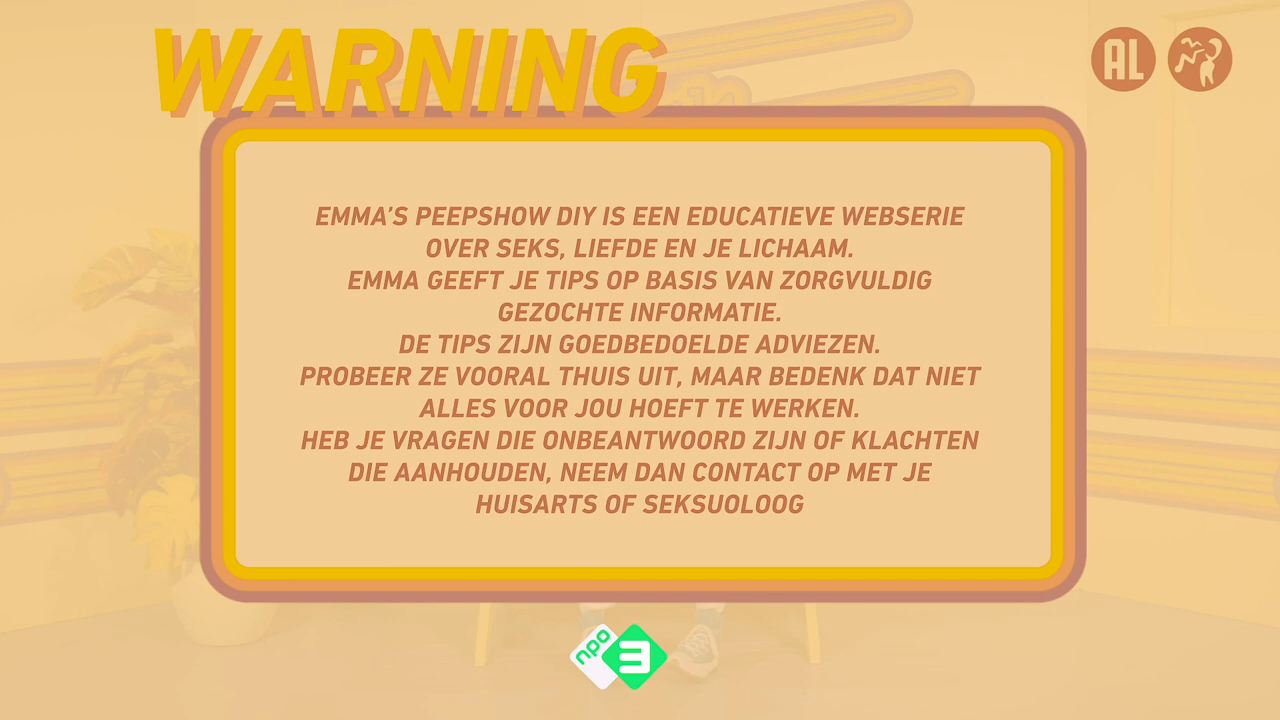 WARNING
AL
EMMA'S PEEPSHOW DIY IS EEN EDUCATIEVE WEBSERIE
OVER SEKS, LIEFDE EN JE LICHAAM.
EMMA GEEFT JE TIPS OP BASIS VAN ZORGVULDIG
GEZOCHTE INFORMATIE.
DE TIPS ZIJN GOEDBEDOELDE ADVIEZEN.
PROBEER ZE VOORAL THUIS UIT, MAAR BEDENK DAT NIET
ALLES VOOR JOU HOEFT TE WERKEN.
HEB JE VRAGEN DIE ONBEANTWOORD ZIJN OF KLACHTEN
DIE AANHOUDEN, NEEM DAN CONTACT OP MET JE
HUISARTS OF SEKSUOLOOG
npo 3